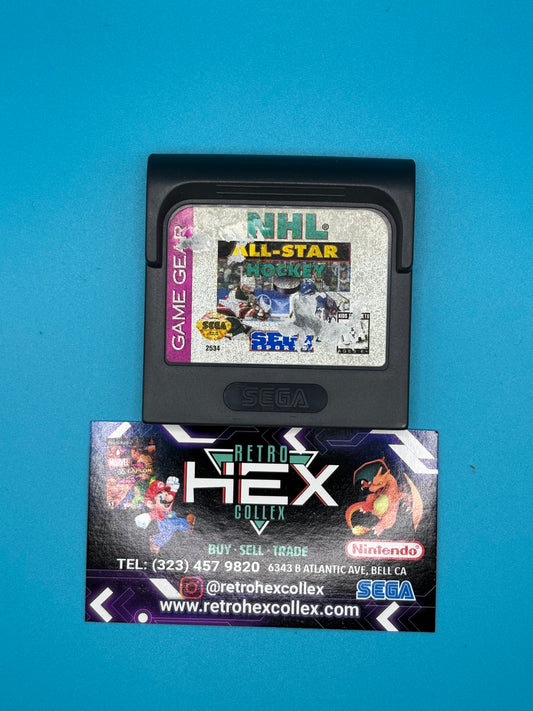 GAME GEAR
NHL®
ALL-STAR
HOCKEY
SEGA
SEGA
SPORTS
2534
SEGA
RETRO
HEX
COLLEX
MARVEL
BUY · SELL · TRADE
Nintendo
TEL: (323) 457 9820 6343 B ATLANTIC AVE, BELL CA
@retrohexcollex
SEGA
www.retrohexcollex.com